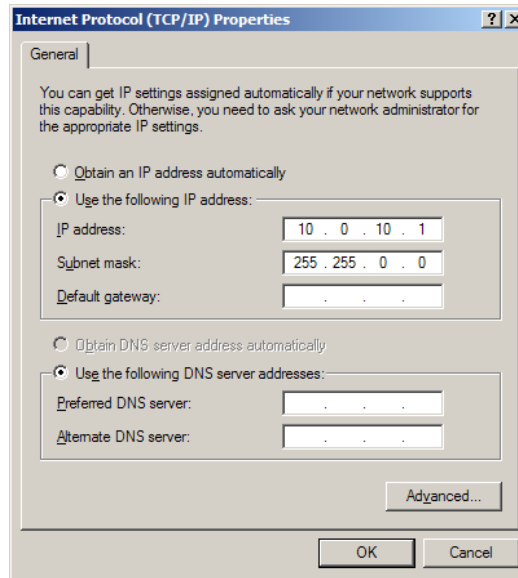 Internet Protocol (TCP/IP) Properties
General
You can get IP settings assigned automatically if your network supports
this capability. Otherwise, you need to ask your network administrator for
the appropriate IP settings.
Obtain an IP address automatically
Use the following IP address:
IP address: 10 . 0 . 10 . 1
Subnet mask: 255 . 255 . 0 . 0
Default gateway: . . .
Obtain DNS server address automatically
Use the following DNS server addresses:
Preferred DNS server: . . .
Alternate DNS server: . . .
Advanced...
OK Cancel